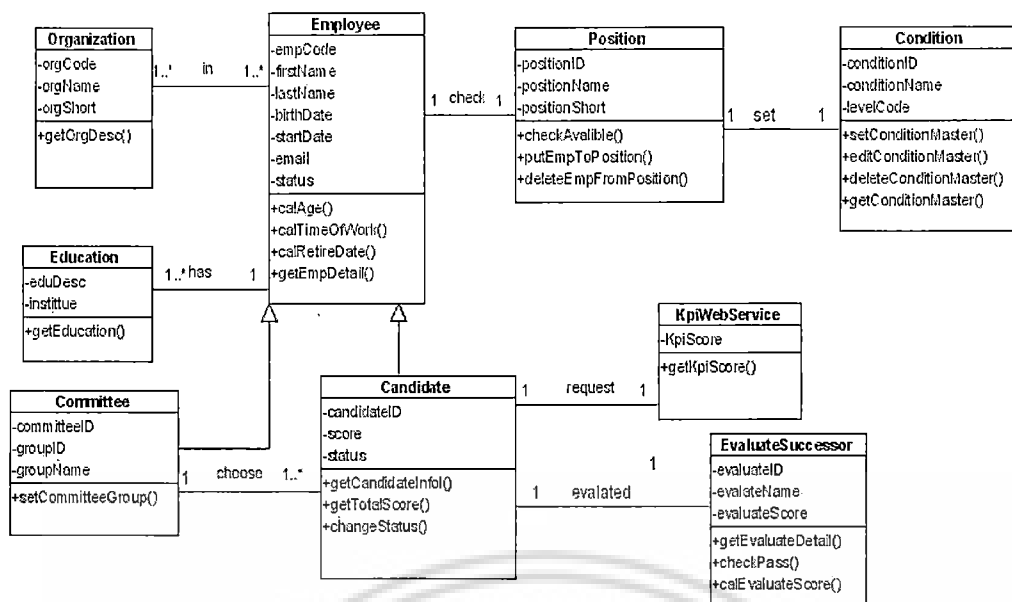 Organization
-orgCode
-orgName
-orgShort
+getOrgDesc()
1..* in 1..*
Employee
-empCode
-firstName
-lastName
-birthDate
-startDate
-email
-status
+calAge()
+calTimeOfWork()
+calRetireDate()
+getEmpDetail()
1 check 1
Position
-positionID
-positionName
-positionShort
+checkAvalible()
+putEmpToPosition()
+deleteEmpFromPosition()
1 set 1
Condition
-conditionID
-conditionName
-levelCode
+setConditionMaster()
+editConditionMaster()
+deleteConditionMaster()
+getConditionMaster()
Education
-eduDesc
-instittue
+getEducation()
1..* has 1
Committee
-committeeID
-groupID
-groupName
+setCommitteeGroup()
1 choose 1..*
Candidate
-candidateID
-score
-status
+getCandidateInfo()
+getTotalScore()
+changeStatus()
1 request 1
KpiWebService
-KpiScore
+getKpiScore()
1
1 evalated
EvaluateSuccessor
-evaluateID
-evalateName
-evaluateScore
+getEvaluateDetail()
+checkPass()
+calEvaluateScore()